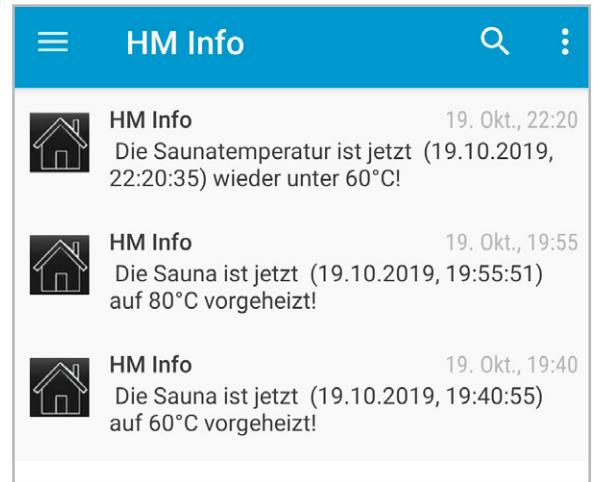 HM Info
HM Info 19. Okt., 22:20
Die Saunatemperatur ist jetzt (19.10.2019,
22:20:35) wieder unter 60°C!
HM Info 19. Okt., 19:55
Die Sauna ist jetzt (19.10.2019, 19:55:51)
auf 80°C vorgeheizt!
HM Info 19. Okt., 19:40
Die Sauna ist jetzt (19.10.2019, 19:40:55)
auf 60°C vorgeheizt!